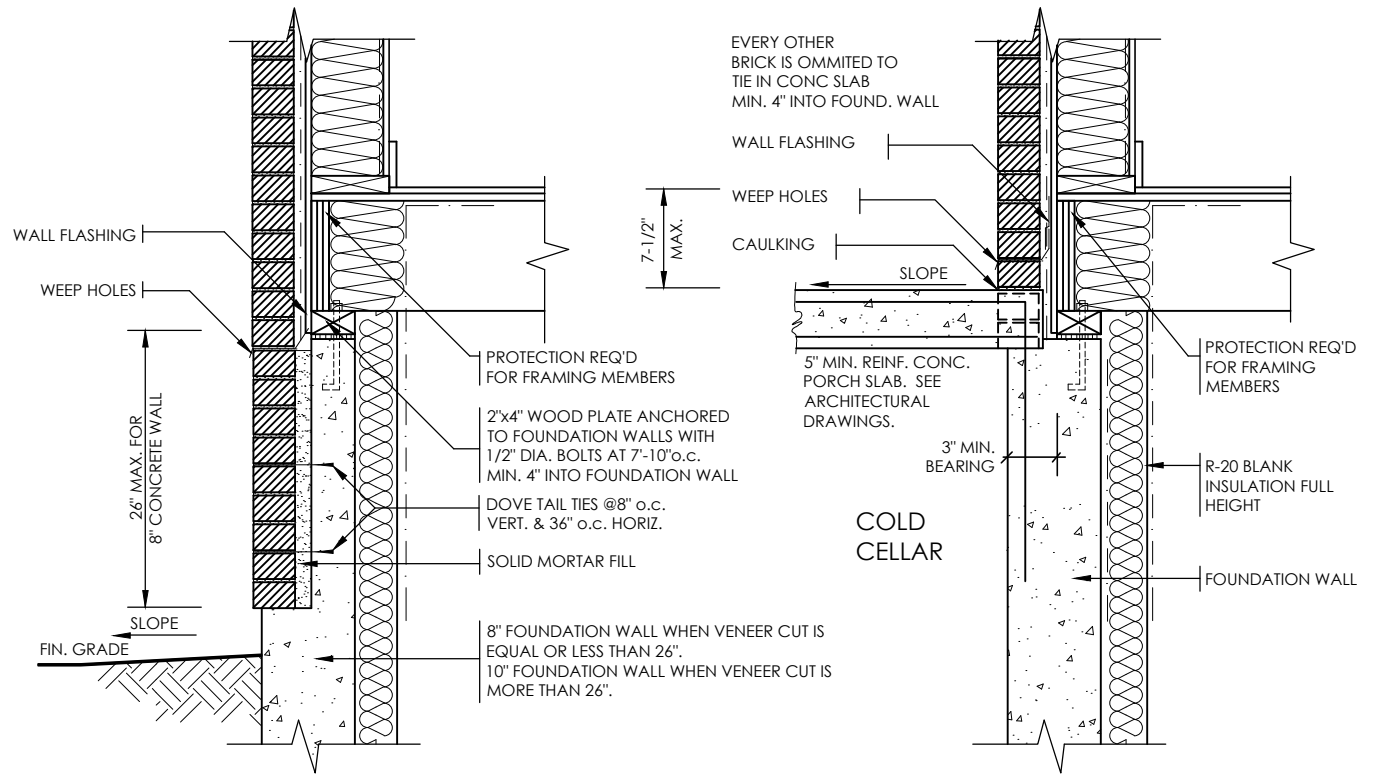 WALL FLASHING
WEEP HOLES
26" MAX. FOR
8" CONCRETE WALL
SLOPE
FIN. GRADE
PROTECTION REQ'D
FOR FRAMING MEMBERS
2"x4" WOOD PLATE ANCHORED
TO FOUNDATION WALLS WITH
1/2" DIA. BOLTS AT 7'-10"o.c.
MIN. 4" INTO FOUNDATION WALL
DOVE TAIL TIES @8" o.c.
VERT. & 36" o.c. HORIZ.
SOLID MORTAR FILL
8" FOUNDATION WALL WHEN VENEER CUT IS
EQUAL OR LESS THAN 26".
10" FOUNDATION WALL WHEN VENEER CUT IS
MORE THAN 26".
EVERY OTHER
BRICK IS OMMITED TO
TIE IN CONC SLAB
MIN. 4" INTO FOUND. WALL
WALL FLASHING
WEEP HOLES
CAULKING
7-1/2"
MAX.
SLOPE
5" MIN. REINF. CONC.
PORCH SLAB. SEE
ARCHITECTURAL
DRAWINGS.
3" MIN.
BEARING
COLD
CELLAR
PROTECTION REQ'D
FOR FRAMING
MEMBERS
R-20 BLANK
INSULATION FULL
HEIGHT
FOUNDATION WALL